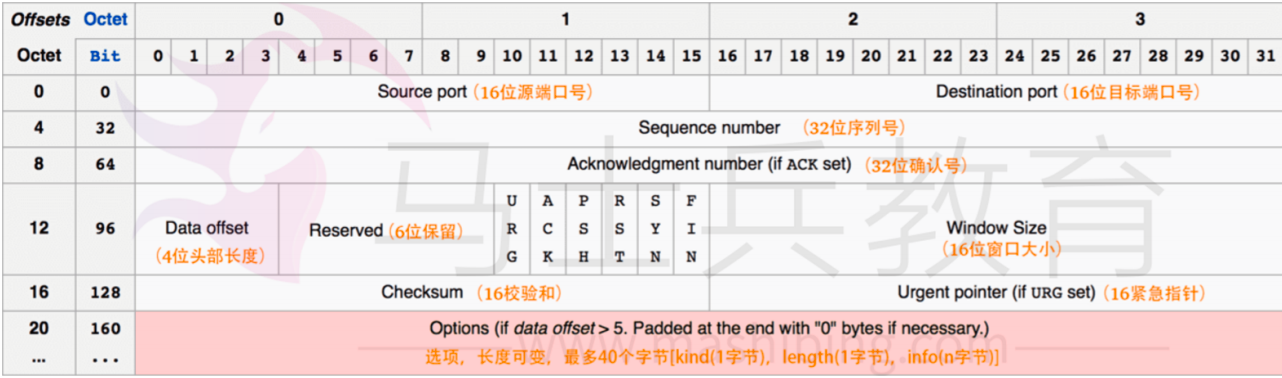 Offsets Octet 0 1 2 3
Octet Bit 0 1 2 3 4 5 6 7 8 9 10 11 12 13 14 15 16 17 18 19 20 21 22 23 24 25 26 27 28 29 30 31
0 0 Source port (16位源端口号) Destination port (16位目标端口号)
4 32 Sequence number (32位序列号)
8 64 Acknowledgment number (if ACK set) (32位确认号)
12 96 Data offset (4位头部长度) Reserved (6位保留) URG ACK PSH RST SYN FIN Window Size (16位窗口大小)
16 128 Checksum (16校验和) Urgent pointer (if URG set) (16紧急指针)
20 160 Options (if data offset > 5. Padded at the end with "0" bytes if necessary.)
... ... 选项，长度可变，最多40个字节[kind(1字节)，length(1字节)，info(n字节)]
马士兵教育
www.mashibing.com